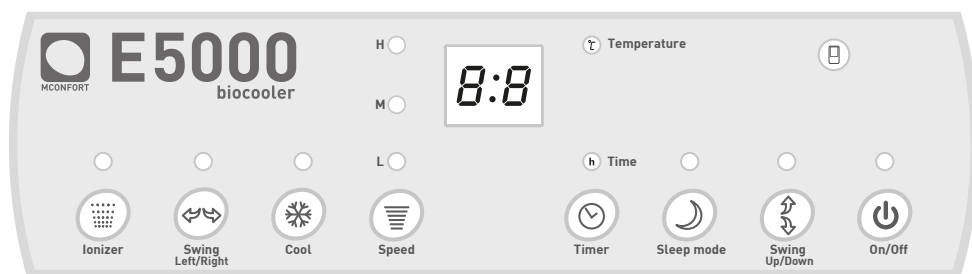 MCONFORT
E5000
biocooler
H
M
L
8:8
℃ Temperature
h Time
Ionizer
Swing
Left/Right
Cool
Speed
Timer
Sleep mode
Swing
Up/Down
On/Off